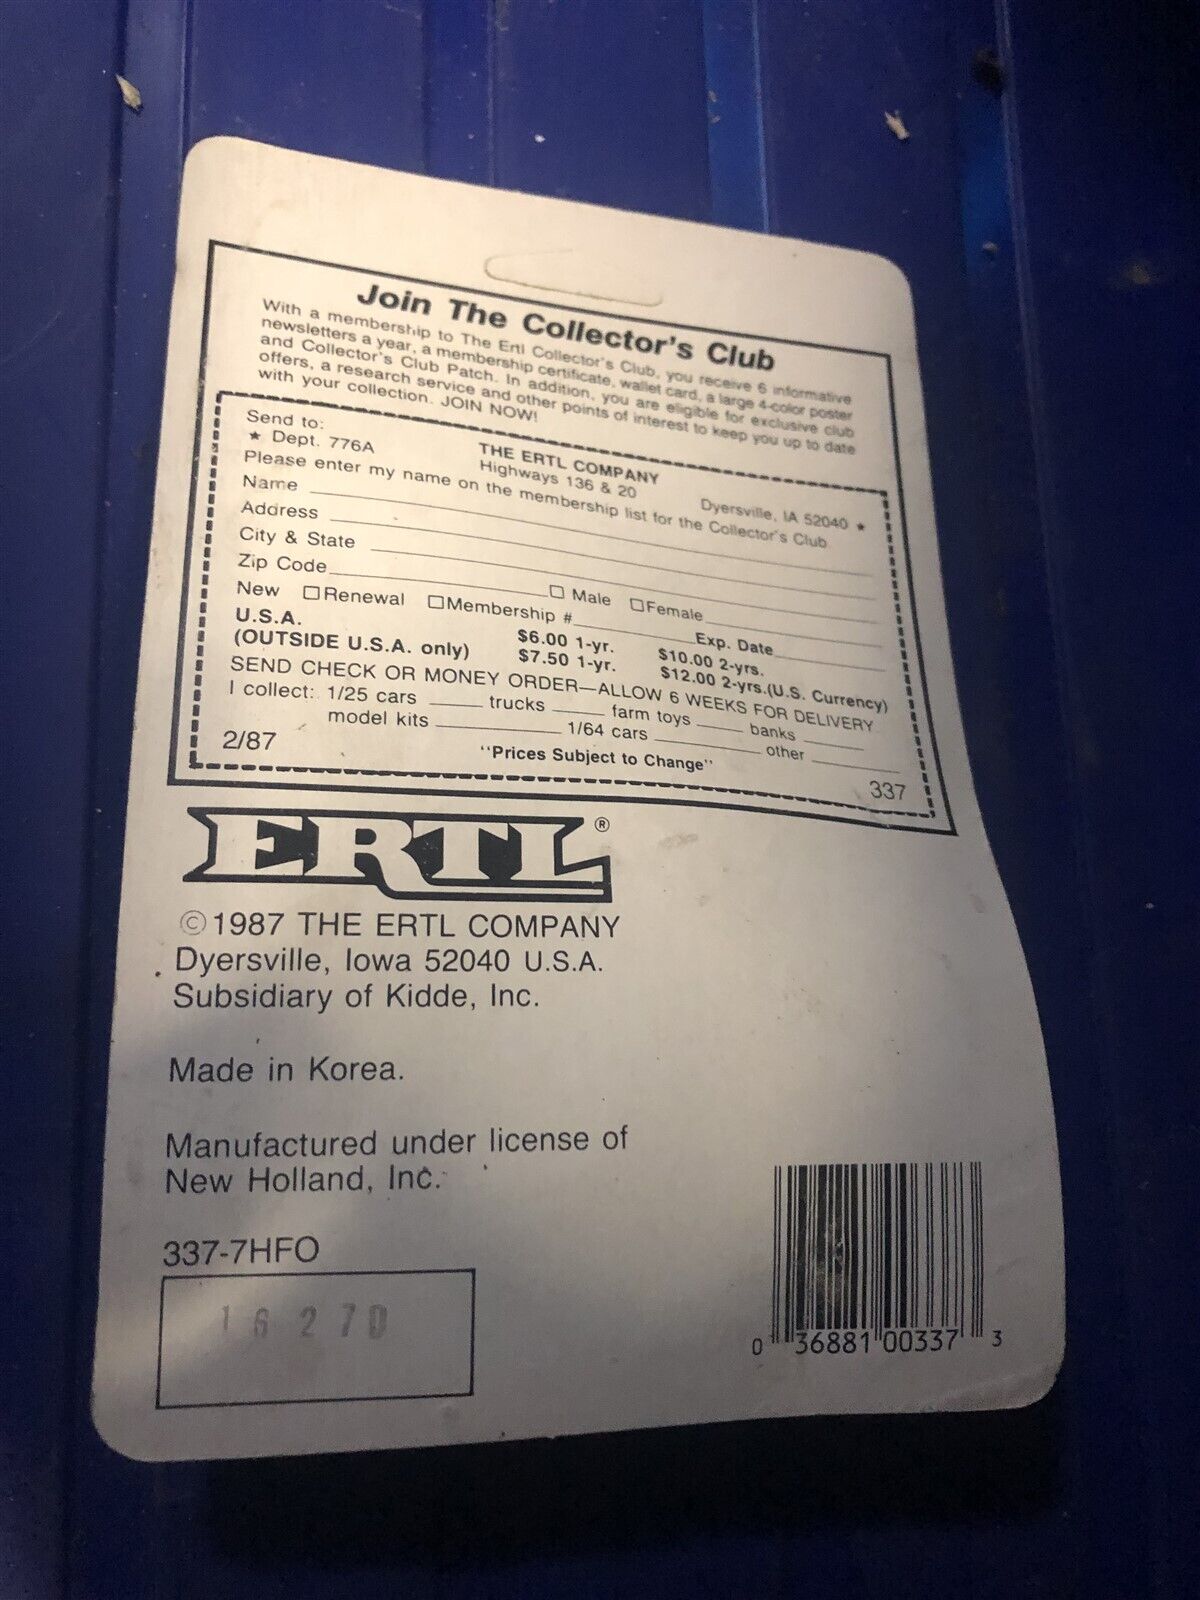 Join The Collector's Club
With a membership to The Ertl Collector's Club, you receive 6 informative
newsletters a year, a membership certificate, wallet card, a large 4-color poster
and Collector's Club Patch. In addition, you are eligible for exclusive club
offers, a research service and other points of interest to keep you up to date
with your collection. JOIN NOW!
Send to:
★ Dept. 776A THE ERTL COMPANY
Highways 136 & 20 Dyersville, IA 52040 ★
Please enter my name on the membership list for the Collector's Club
Name
Address
City & State
Zip Code ☐ Male ☐ Female
New ☐ Renewal ☐ Membership # Exp. Date
U.S.A. $6.00 1-yr. $10.00 2-yrs.
(OUTSIDE U.S.A. only) $7.50 1-yr. $12.00 2-yrs.(U.S. Currency)
SEND CHECK OR MONEY ORDER—ALLOW 6 WEEKS FOR DELIVERY
I collect: 1/25 cars trucks farm toys banks
model kits 1/64 cars other
2/87 "Prices Subject to Change" 337
ERTL®
©1987 THE ERTL COMPANY
Dyersville, Iowa 52040 U.S.A.
Subsidiary of Kidde, Inc.
Made in Korea.
Manufactured under license of
New Holland, Inc.
337-7HFO
16270
0 36881 00337 3